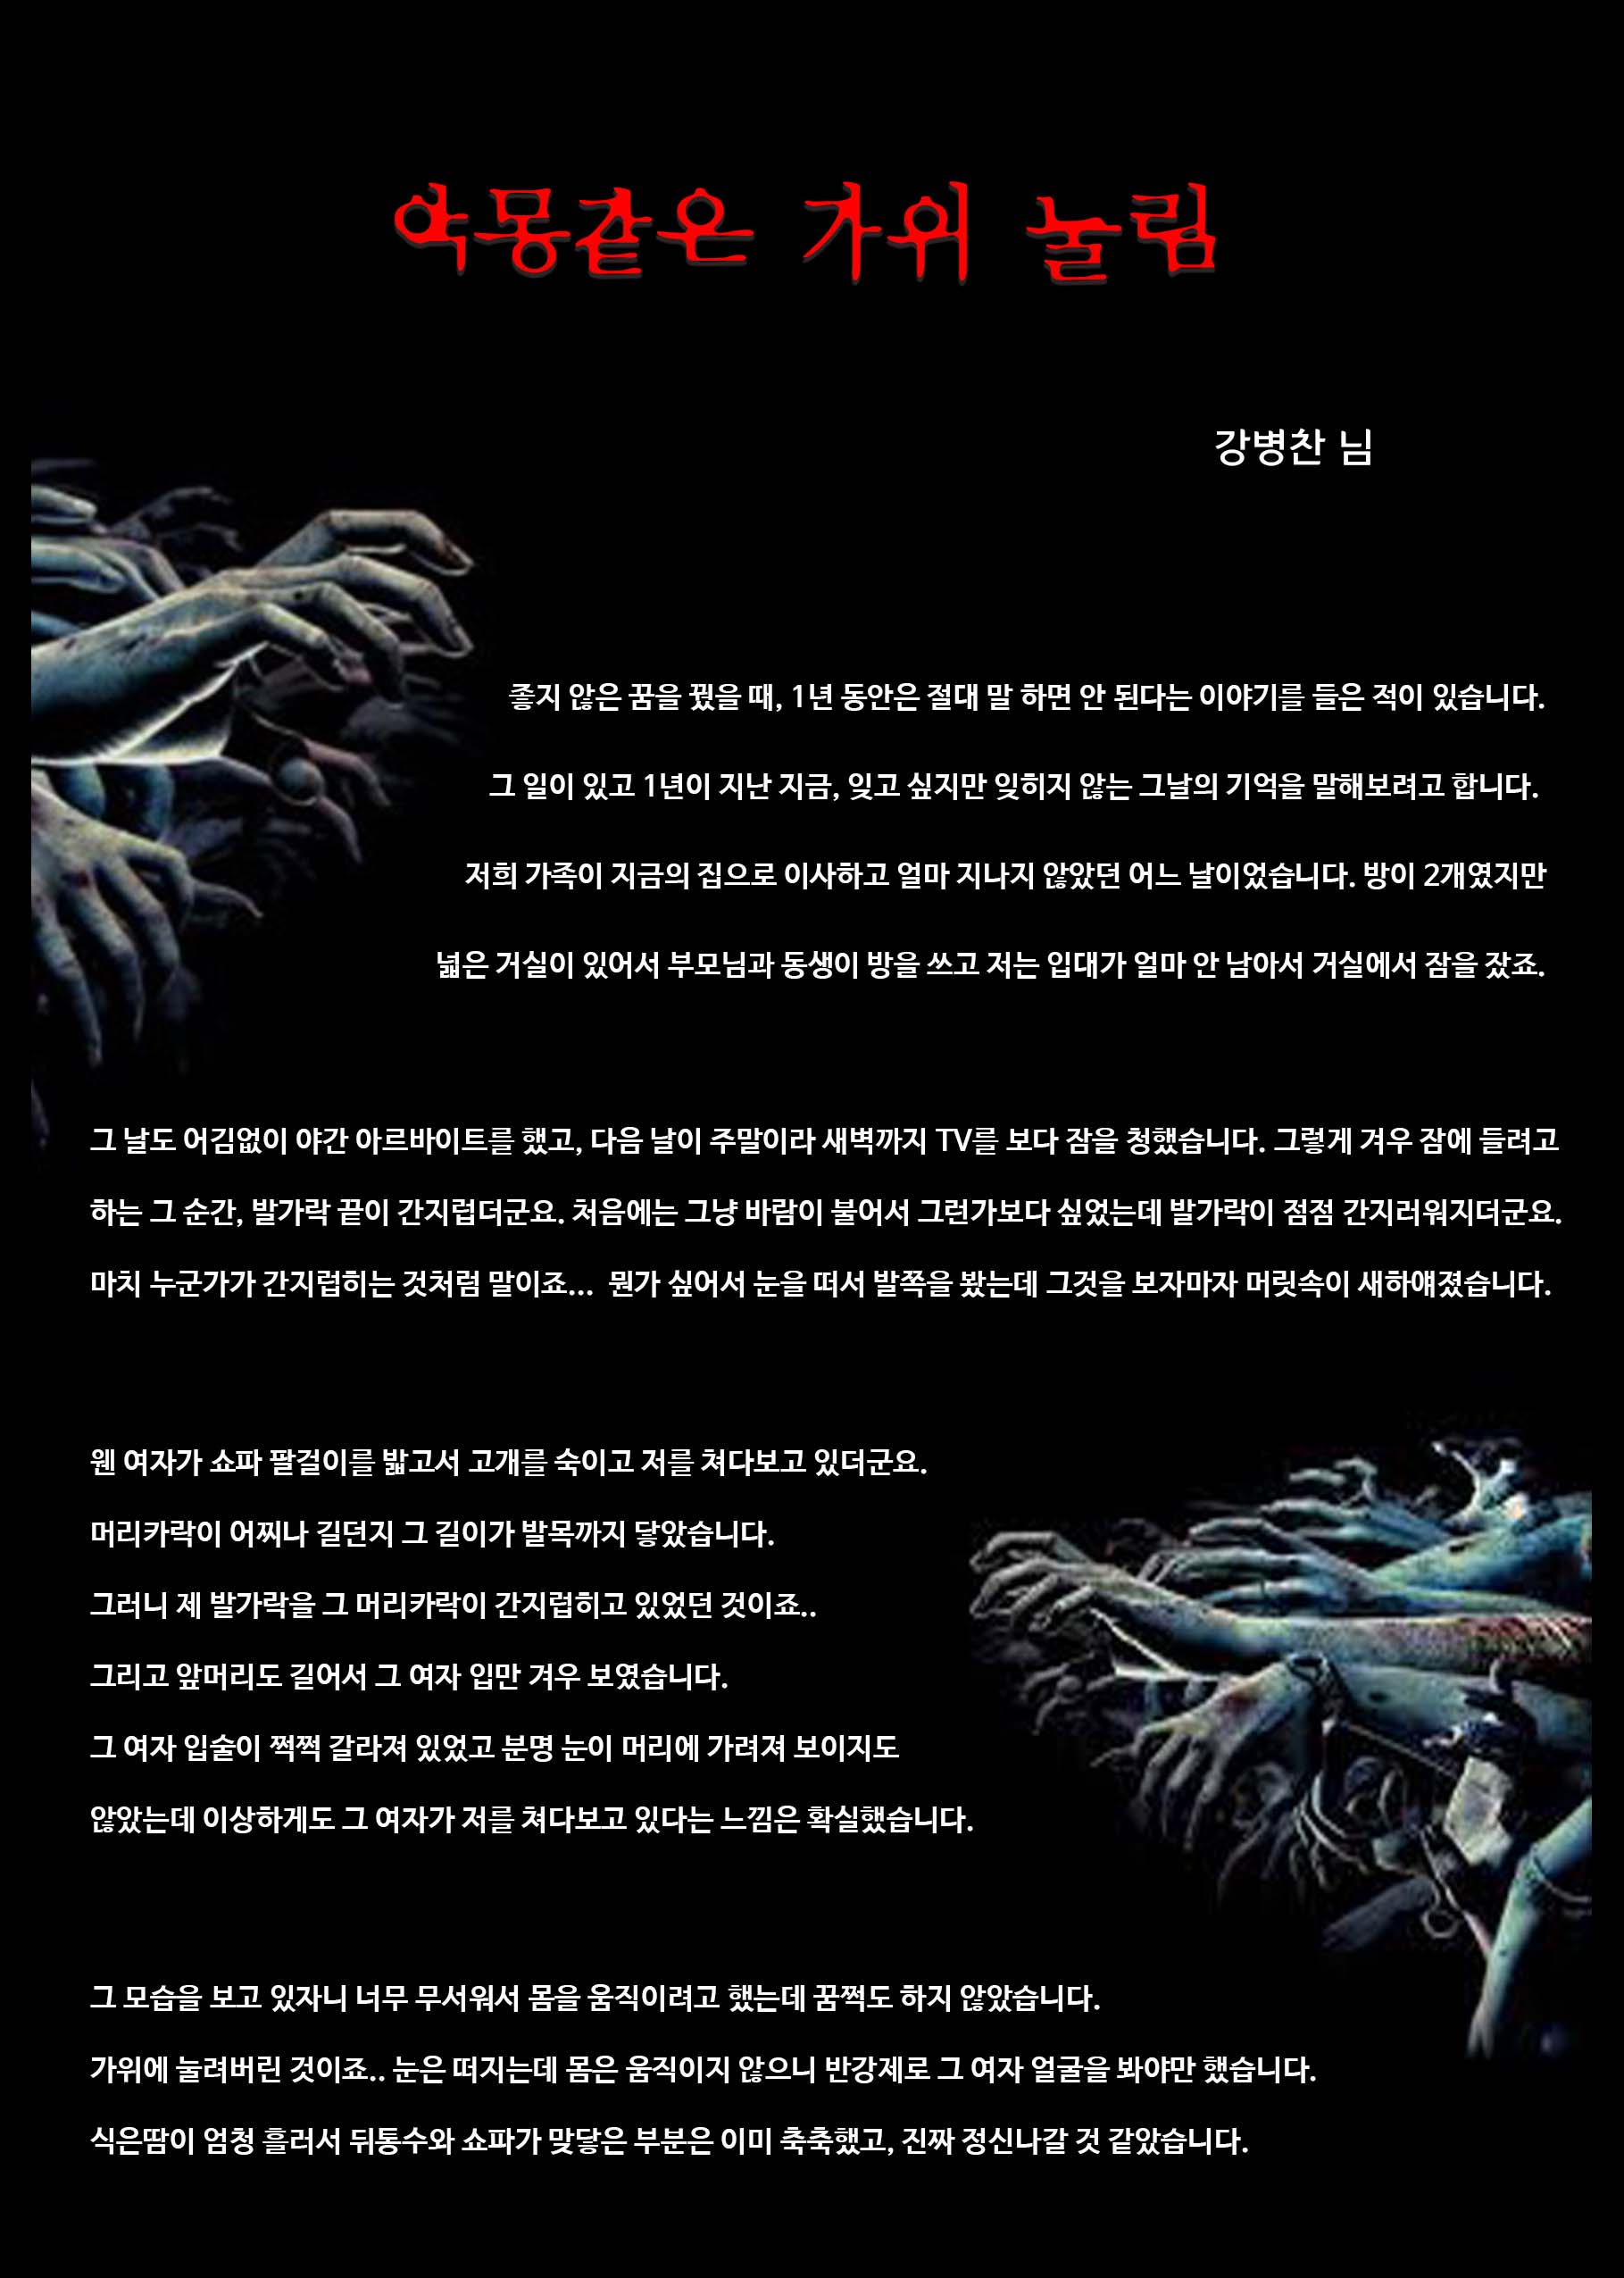 악몽같은 가위 눌림
강병찬 님
좋지 않은 꿈을 꿨을 때, 1년 동안은 절대 말 하면 안 된다는 이야기를 들은 적이 있습니다.
그 일이 있고 1년이 지난 지금, 잊고 싶지만 잊히지 않는 그날의 기억을 말해보려고 합니다.
저희 가족이 지금의 집으로 이사하고 얼마 지나지 않았던 어느 날이었습니다. 방이 2개였지만
넓은 거실이 있어서 부모님과 동생이 방을 쓰고 저는 입대가 얼마 안 남아서 거실에서 잠을 잤죠.
그 날도 어김없이 야간 아르바이트를 했고, 다음 날이 주말이라 새벽까지 TV를 보다 잠을 청했습니다. 그렇게 겨우 잠에 들려고
하는 그 순간, 발가락 끝이 간지럽더군요. 처음에는 그냥 바람이 불어서 그런가보다 싶었는데 발가락이 점점 간지러워지더군요.
마치 누군가가 간지럽히는 것처럼 말이죠... 뭔가 싶어서 눈을 떠서 발쪽을 봤는데 그것을 보자마자 머릿속이 새하얘졌습니다.
웬 여자가 쇼파 팔걸이를 밟고서 고개를 숙이고 저를 쳐다보고 있더군요.
머리카락이 어찌나 길던지 그 길이가 발목까지 닿았습니다.
그러니 제 발가락을 그 머리카락이 간지럽히고 있었던 것이죠..
그리고 앞머리도 길어서 그 여자 입만 겨우 보였습니다.
그 여자 입술이 쩍쩍 갈라져 있었고 분명 눈이 머리에 가려져 보이지도
않았는데 이상하게도 그 여자가 저를 쳐다보고 있다는 느낌은 확실했습니다.
그 모습을 보고 있자니 너무 무서워서 몸을 움직이려고 했는데 꿈쩍도 하지 않았습니다.
가위에 눌려버린 것이죠.. 눈은 떠지는데 몸은 움직이지 않으니 반강제로 그 여자 얼굴을 봐야만 했습니다.
식은땀이 엄청 흘러서 뒤통수와 쇼파가 맞닿은 부분은 이미 축축했고, 진짜 정신나갈 것 같았습니다.